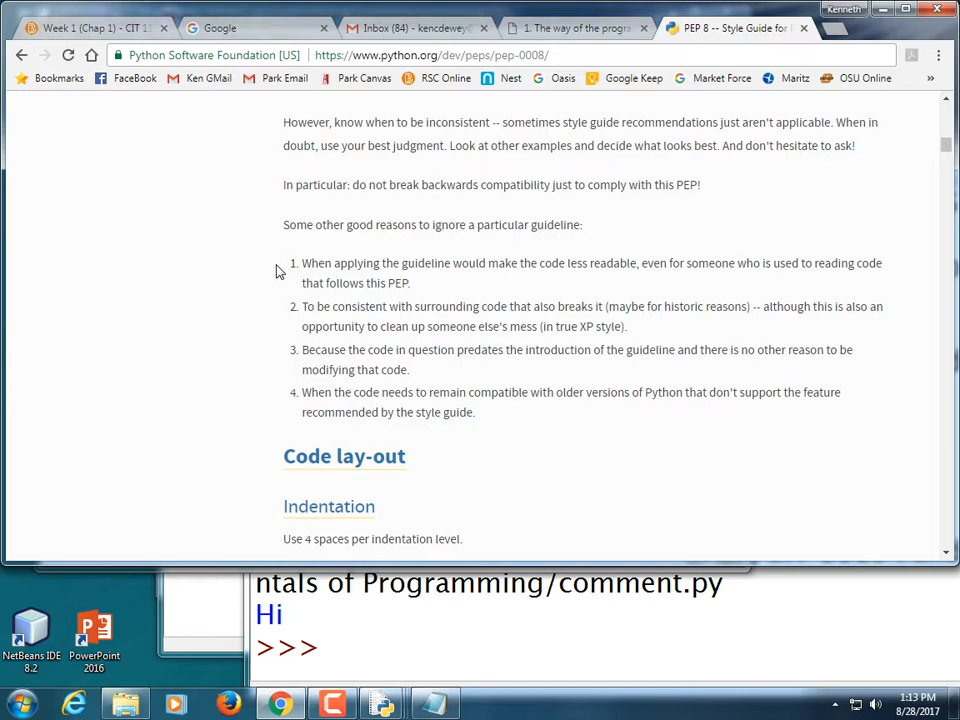 Kenneth
Week 1 (Chap 1) - CIT 11
Google
Inbox (84) - kencdewey
1. The way of the progra
PEP 8 -- Style Guide for
Python Software Foundation [US]
https://www.python.org/dev/peps/pep-0008/
Bookmarks
FaceBook
Ken GMail
Park Email
Park Canvas
RSC Online
Nest
Oasis
Google Keep
Market Force
Maritz
OSU Online
»
However, know when to be inconsistent -- sometimes style guide recommendations just aren't applicable. When in
doubt, use your best judgment. Look at other examples and decide what looks best. And don't hesitate to ask!
In particular: do not break backwards compatibility just to comply with this PEP!
Some other good reasons to ignore a particular guideline:
1. When applying the guideline would make the code less readable, even for someone who is used to reading code
that follows this PEP.
2. To be consistent with surrounding code that also breaks it (maybe for historic reasons) -- although this is also an
opportunity to clean up someone else's mess (in true XP style).
3. Because the code in question predates the introduction of the guideline and there is no other reason to be
modifying that code.
4. When the code needs to remain compatible with older versions of Python that don't support the feature
recommended by the style guide.
Code lay-out
Indentation
Use 4 spaces per indentation level.
ntals of Programming/comment.py
Hi
>>>
NetBeans IDE
8.2
PowerPoint
2016
1:13 PM
8/28/2017